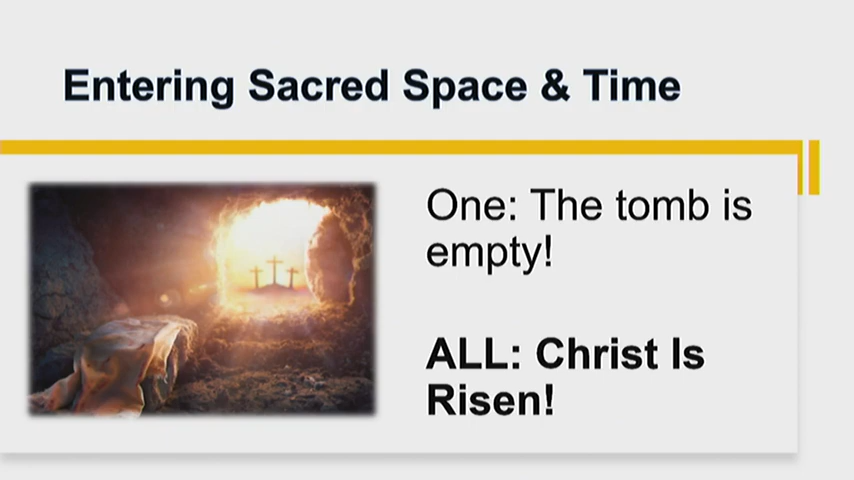 Entering Sacred Space & Time
One: The tomb is
empty!
ALL: Christ Is
Risen!